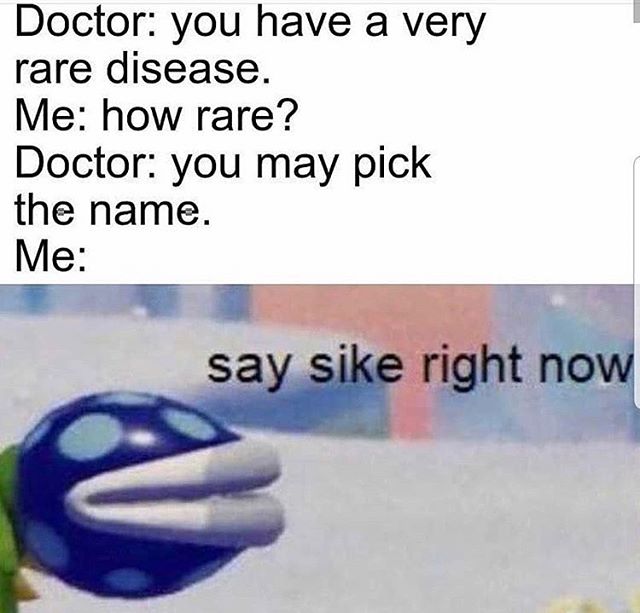 Doctor: you have a very
rare disease.
Me: how rare?
Doctor: you may pick
the name.
Me:
say sike right now